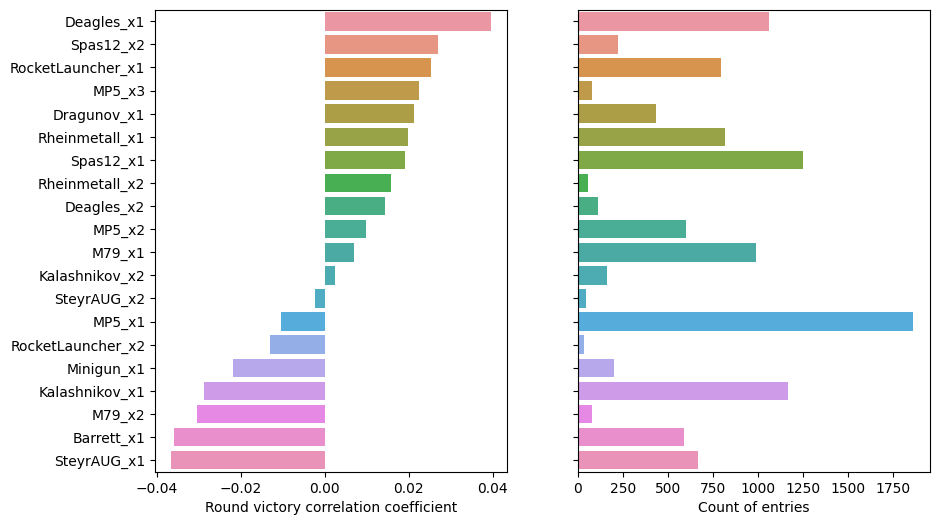 Deagles_x1
Spas12_x2
RocketLauncher_x1
MP5_x3
Dragunov_x1
Rheinmetall_x1
Spas12_x1
Rheinmetall_x2
Deagles_x2
MP5_x2
M79_x1
Kalashnikov_x2
SteyrAUG_x2
MP5_x1
RocketLauncher_x2
Minigun_x1
Kalashnikov_x1
M79_x2
Barrett_x1
SteyrAUG_x1
−0.04 −0.02 0.00 0.02 0.04
Round victory correlation coefficient
0 250 500 750 1000 1250 1500 1750
Count of entries